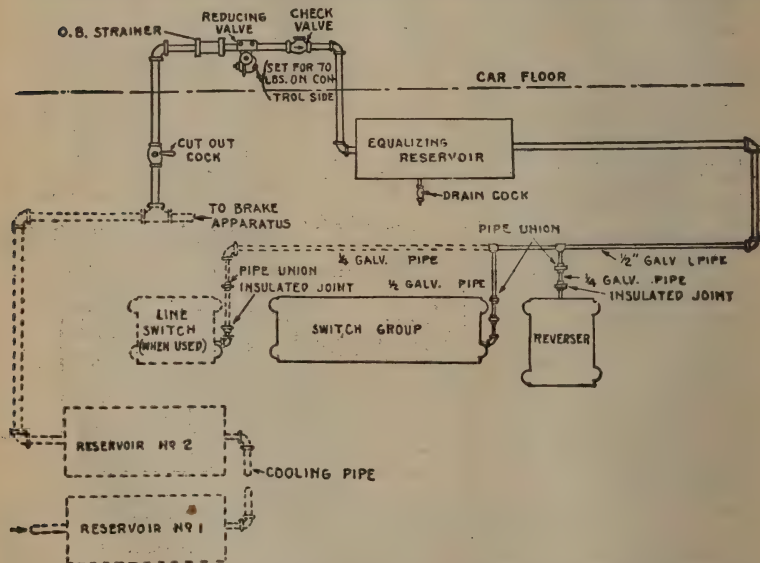 REDUCING
VALVE
CHECK
VALVE
O.B. STRAINER
SET FOR 70
LBS. ON CON-
TROL SIDE
CAR FLOOR
CUT OUT
COCK
EQUALIZING
RESERVOIR
DRAIN COCK
TO BRAKE
APPARATUS
PIPE UNION
¼ GALV. PIPE
½" GALV. PIPE
PIPE UNION
INSULATED JOINT
½ GALV. PIPE
¼ GALV. PIPE
INSULATED JOINT
LINE
SWITCH
(WHEN USED)
SWITCH GROUP
REVERSER
RESERVOIR Nº 2
COOLING PIPE
RESERVOIR Nº 1